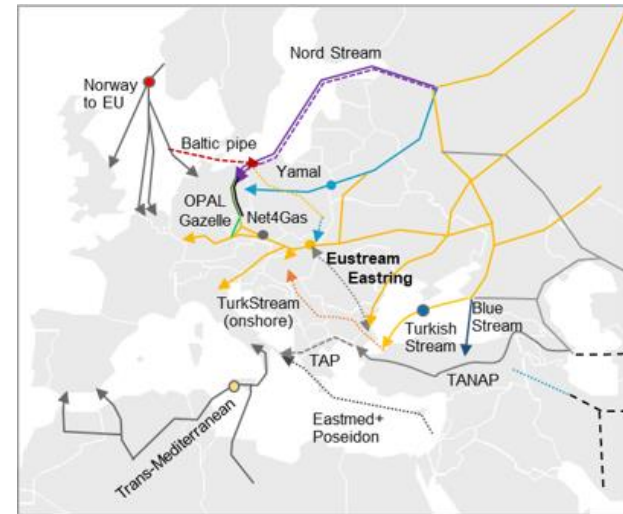 Nord Stream
Norway
to EU
Baltic pipe
Yamal
OPAL
Gazelle
Net4Gas
Eustream
Eastring
TurkStream
(onshore)
Turkish
Stream
Blue
Stream
TAP
TANAP
Eastmed+
Poseidon
Trans-Mediterranean